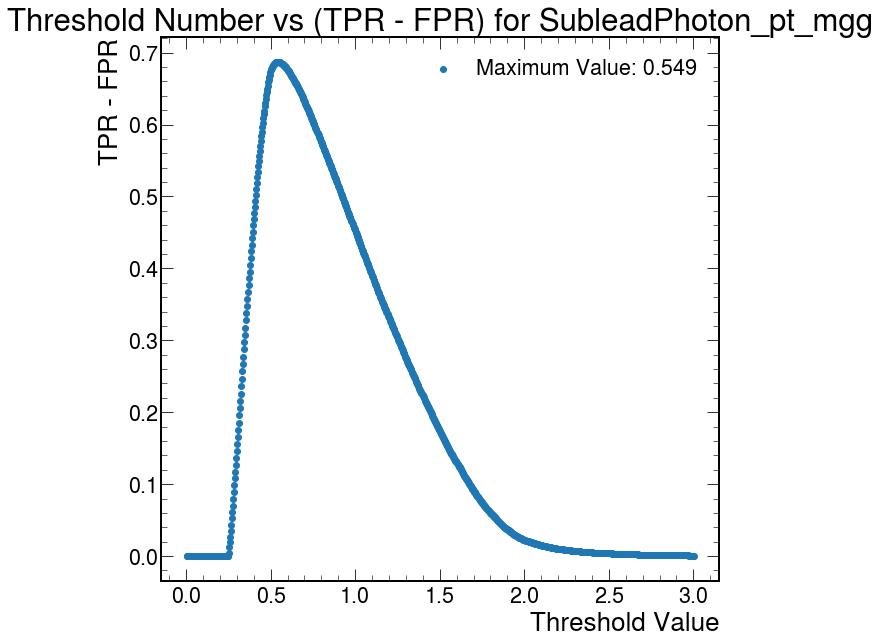 Threshold Number vs (TPR - FPR) for SubleadPhoton_pt_mgg
TPR - FPR
Maximum Value: 0.549
0.7
0.6
0.5
0.4
0.3
0.2
0.1
0.0
0.0 0.5 1.0 1.5 2.0 2.5 3.0
Threshold Value